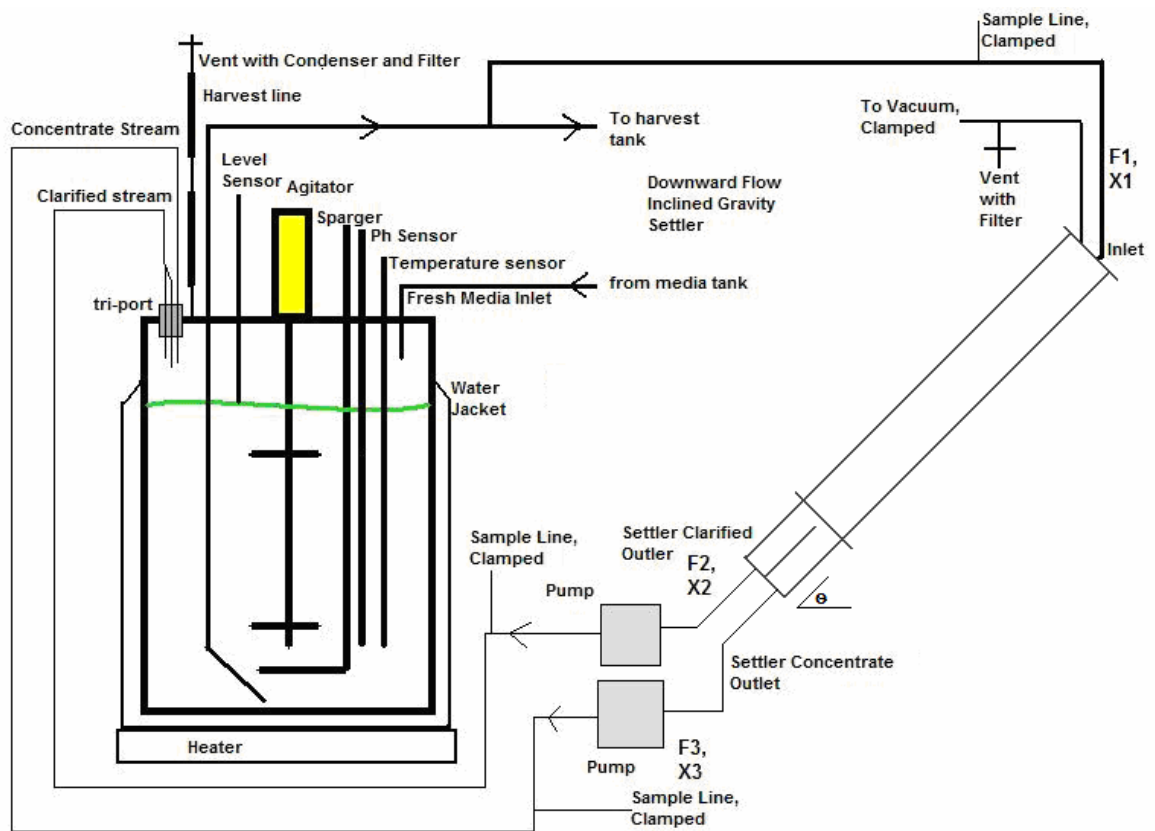 Sample Line,
Clamped
Vent with Condenser and Filter
Harvest line
To Vacuum,
Clamped
To harvest
tank
Concentrate Stream
Level
Sensor
Agitator
F1,
X1
Clarified stream
Downward Flow
Inclined Gravity
Settler
Vent
with
Filter
Sparger
Ph Sensor
Inlet
Temperature sensor
from media tank
Fresh Media Inlet
tri-port
Water
Jacket
Settler Clarified
Outler
Sample Line,
Clamped
F2,
X2
Pump
Θ
Settler Concentrate
Outlet
Heater
F3,
X3
Pump
Sample Line,
Clamped